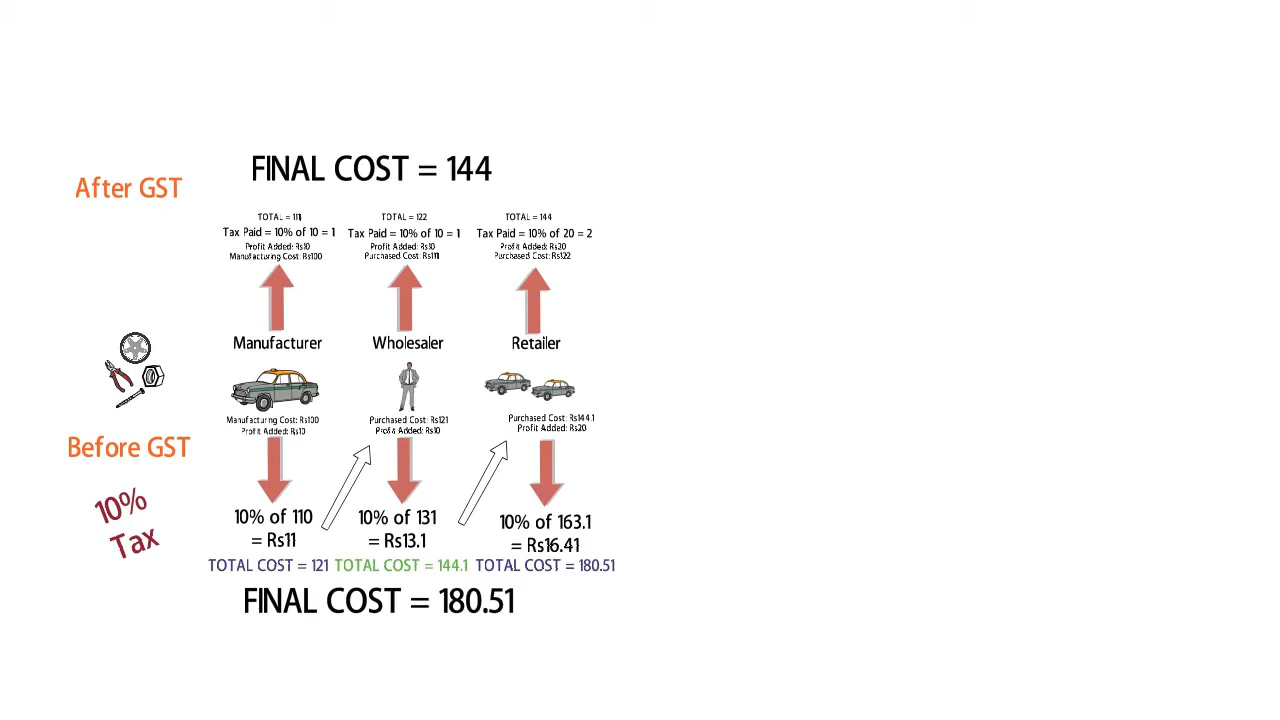 FINAL COST = 144
After GST
TOTAL = 111
Tax Paid = 10% of 10 = 1
Profit Added: Rs10
Manufacturing Cost: Rs100
TOTAL = 122
Tax Paid = 10% of 10 = 1
Profit Added: Rs10
Purchased Cost: Rs111
TOTAL = 144
Tax Paid = 10% of 20 = 2
Profit Added: Rs20
Purchased Cost: Rs122
Manufacturer
Wholesaler
Retailer
Manufacturing Cost: Rs100
Profit Added: Rs10
Purchased Cost: Rs121
Profit Added: Rs10
Purchased Cost: Rs144.1
Profit Added: Rs20
Before GST
10%
Tax
10% of 110
= Rs11
10% of 131
= Rs13.1
10% of 163.1
= Rs16.41
TOTAL COST = 121
TOTAL COST = 144.1
TOTAL COST = 180.51
FINAL COST = 180.51